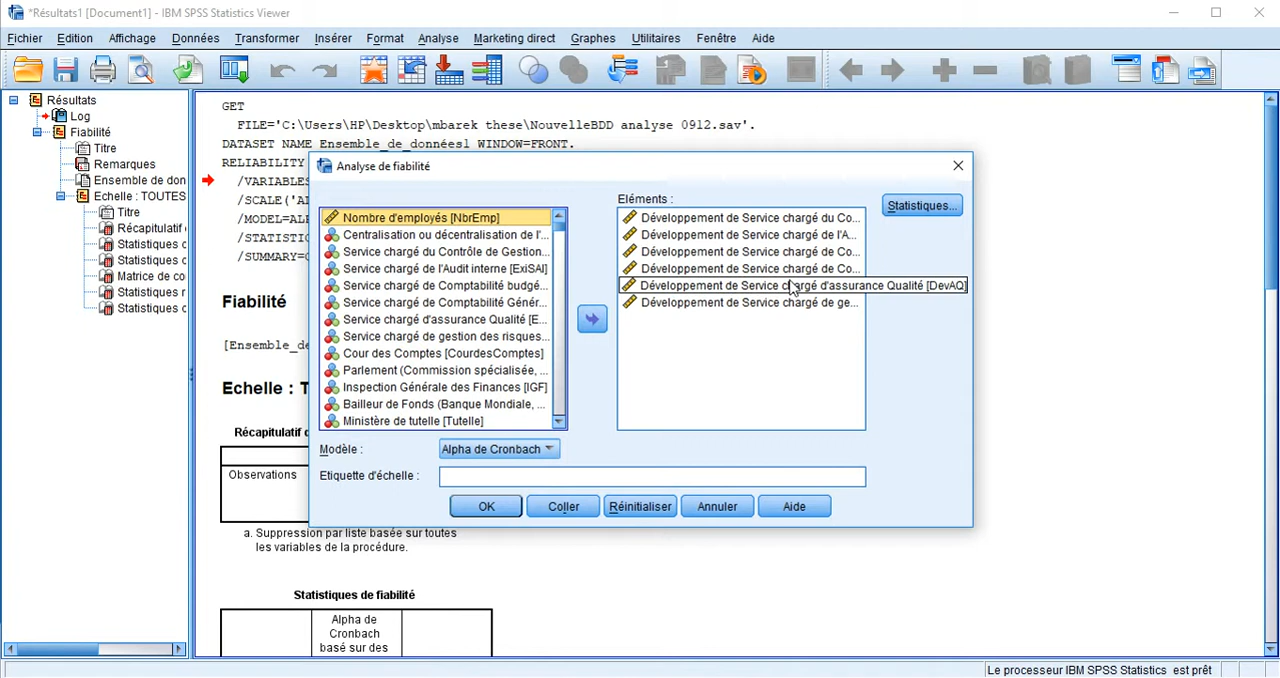 *Résultats1 [Document1] - IBM SPSS Statistics Viewer
Fichier Edition Affichage Données Transformer Insérer Format Analyse Marketing direct Graphes Utilitaires Fenêtre Aide
Résultats
Log
Fiabilité
Titre
Remarques
Ensemble de don
Echelle : TOUTES
Titre
Récapitulatif
Statistiques
Statistiques
Matrice de co
Statistiques r
Statistiques
GET
FILE='C:\Users\HP\Desktop\mbarek these\NouvelleBDD analyse 0912.sav'.
DATASET NAME Ensemble_de_données1 WINDOW=FRONT.
RELIABILITY
/VARIABLES
/SCALE('A
/MODEL=AL
/STATISTI
/SUMMARY=
Fiabilité
[Ensemble_de
Echelle : T
Récapitulatif
Observations
a. Suppression par liste basée sur toutes
les variables de la procédure.
Statistiques de fiabilité
Alpha de
Cronbach
basé sur des
Analyse de fiabilité
Nombre d'employés [NbrEmp]
Centralisation ou décentralisation de l'...
Service chargé du Contrôle de Gestion...
Service chargé de l'Audit interne [ExiSAI]
Service chargé de Comptabilité budgé...
Service chargé de Comptabilité Génér...
Service chargé d'assurance Qualité [E...
Service chargé de gestion des risques...
Cour des Comptes [CourdesComptes]
Parlement (Commission spécialisée, ...
Inspection Générale des Finances [IGF]
Bailleur de Fonds (Banque Mondiale, ...
Ministère de tutelle [Tutelle]
Eléments :
Développement de Service chargé du Co...
Développement de Service chargé de l'A...
Développement de Service chargé de Co...
Développement de Service chargé de Co...
Développement de Service chargé d'assurance Qualité [DevAQ]
Développement de Service chargé de ge...
Statistiques...
Modèle : Alpha de Cronbach
Etiquette d'échelle :
OK Coller Réinitialiser Annuler Aide
Le processeur IBM SPSS Statistics est prêt